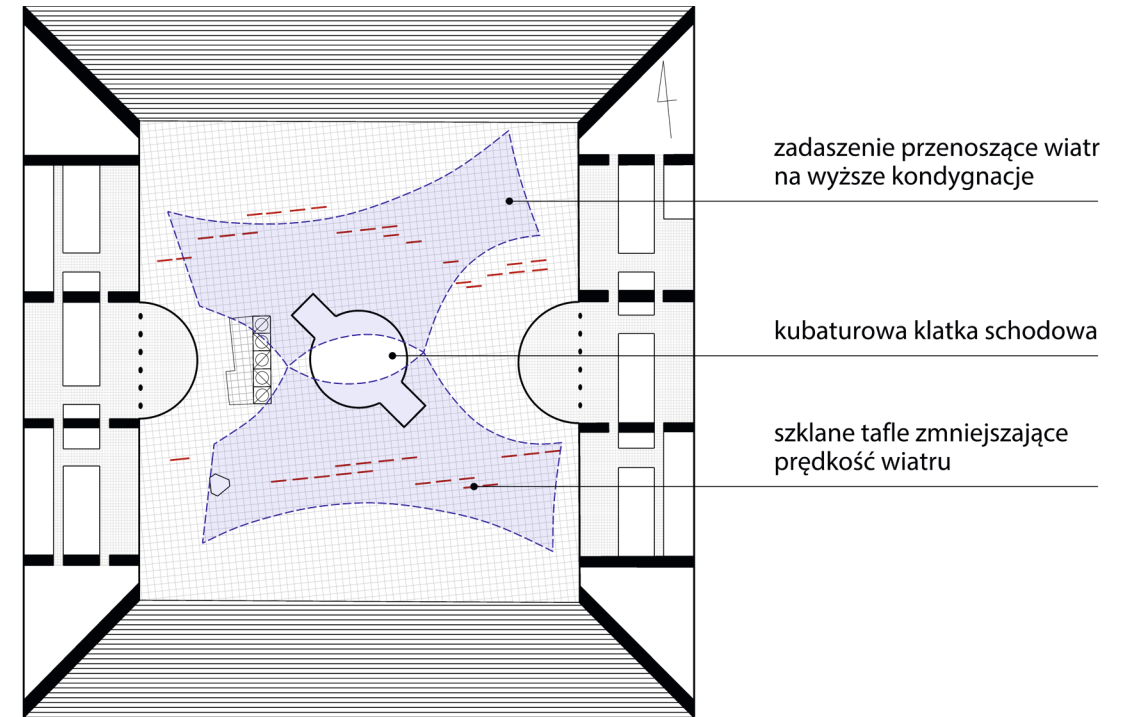 zadaszenie przenoszące wiatr
na wyższe kondygnacje
kubaturowa klatka schodowa
szklane tafle zmniejszające
prędkość wiatru